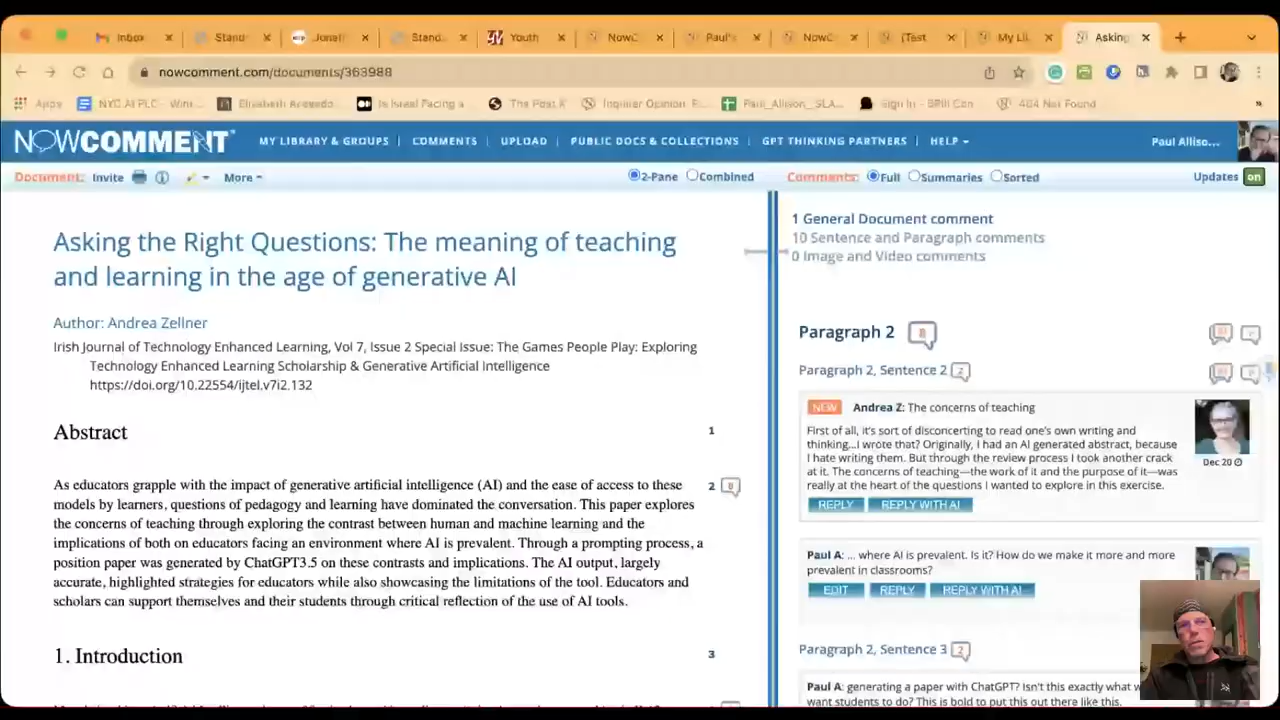 Inbox
Stand
Jonat
Stand
Youth
NowC
Paul's
NowC
(Test
My Li
Asking
nowcomment.com/documents/363988
Apps
NYC AI PLC - Wint...
Elisabeth Acevedo...
Is Israel Facing a...
The Post R
Inquirer Opinion
Paul_Allison_
Sign In
404 Not Found
»
NOWCOMMENT®
MY LIBRARY & GROUPS | COMMENTS | UPLOAD | PUBLIC DOCS & COLLECTIONS | GPT THINKING PARTNERS | HELP
Paul Alliso...
Document: Invite More
2-Pane Combined
Comments: Full Summaries Sorted
Updates on
Asking the Right Questions: The meaning of teaching
and learning in the age of generative AI
Author: Andrea Zellner
Irish Journal of Technology Enhanced Learning, Vol 7, Issue 2 Special Issue: The Games People Play: Exploring
Technology Enhanced Learning Scholarship & Generative Artificial Intelligence
https://doi.org/10.22554/ijtel.v7i2.132
Abstract 1
As educators grapple with the impact of generative artificial intelligence (AI) and the ease of access to these 2 8
models by learners, questions of pedagogy and learning have dominated the conversation. This paper explores
the concerns of teaching through exploring the contrast between human and machine learning and the
implications of both on educators facing an environment where AI is prevalent. Through a prompting process, a
position paper was generated by ChatGPT3.5 on these contrasts and implications. The AI output, largely
accurate, highlighted strategies for educators while also showcasing the limitations of the tool. Educators and
scholars can support themselves and their students through critical reflection of the use of AI tools.
1. Introduction 3
1 General Document comment
10 Sentence and Paragraph comments
0 Image and Video comments
Paragraph 2 8
Paragraph 2, Sentence 2 2
NEW Andrea Z: The concerns of teaching
First of all, it's sort of disconcerting to read one's own writing and
thinking...I wrote that? Originally, I had an AI generated abstract, because
I hate writing them. But through the review process I took another crack
at it. The concerns of teaching—the work of it and the purpose of it—was
really at the heart of the questions I wanted to explore in this exercise.
Dec 20
REPLY REPLY WITH AI
Paul A: ... where AI is prevalent. Is it? How do we make it more and more
prevalent in classrooms?
EDIT REPLY REPLY WITH AI
Paragraph 2, Sentence 3 2
Paul A: generating a paper with ChatGPT? Isn't this exactly what w
want students to do? This is bold to put this out there like this.